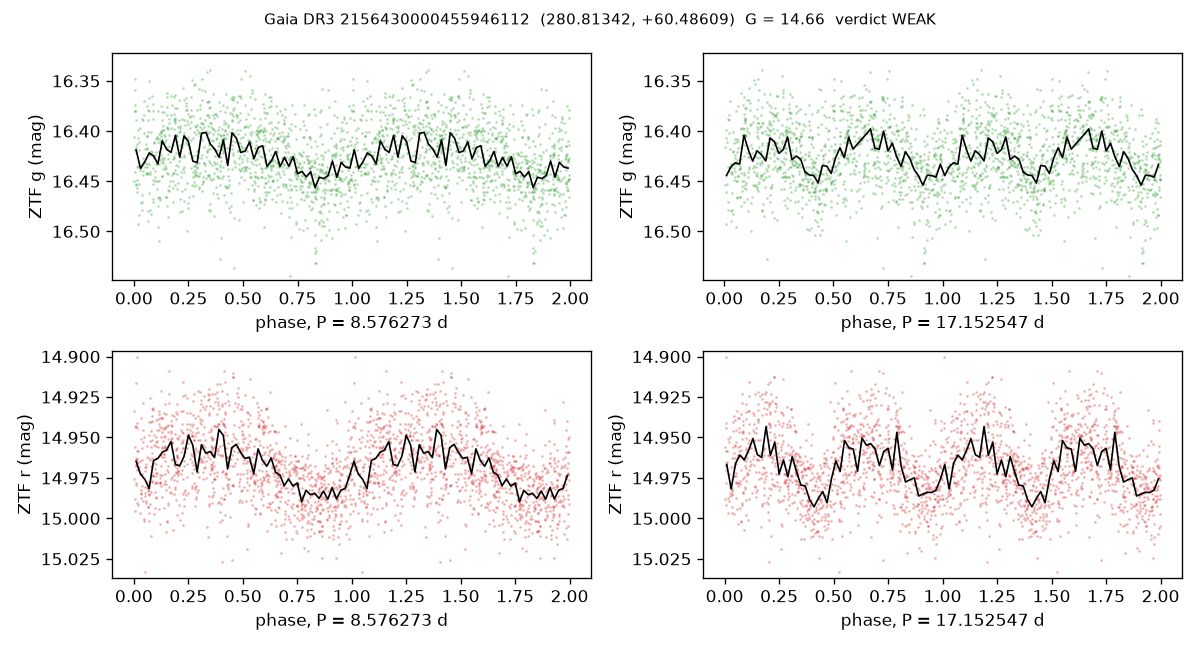 Gaia DR3 2156430000455946112  (280.81342, +60.48609)  G = 14.66  verdict WEAK
ZTF g (mag)
16.35
16.40
16.45
16.50
0.00 0.25 0.50 0.75 1.00 1.25 1.50 1.75 2.00
phase, P = 8.576273 d
ZTF g (mag)
16.35
16.40
16.45
16.50
0.00 0.25 0.50 0.75 1.00 1.25 1.50 1.75 2.00
phase, P = 17.152547 d
ZTF r (mag)
14.900
14.925
14.950
14.975
15.000
15.025
0.00 0.25 0.50 0.75 1.00 1.25 1.50 1.75 2.00
phase, P = 8.576273 d
ZTF r (mag)
14.900
14.925
14.950
14.975
15.000
15.025
0.00 0.25 0.50 0.75 1.00 1.25 1.50 1.75 2.00
phase, P = 17.152547 d